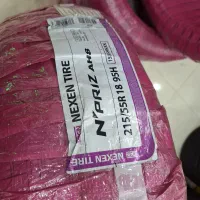 NEXEN TIRE
N'PRIZ AH8
215/55R18 95H
NEXEN TIRE